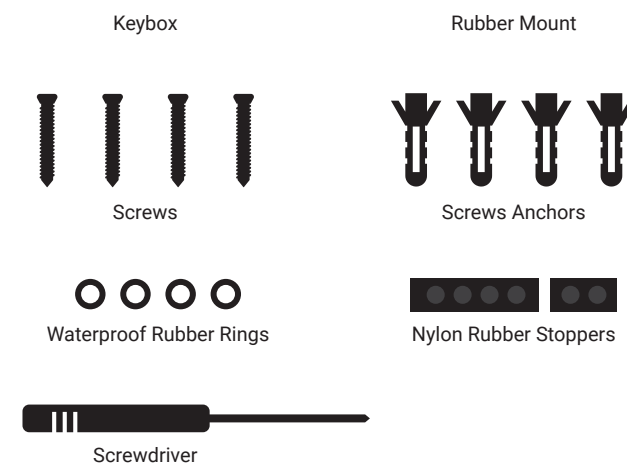 Keybox
Rubber Mount
Screws
Screws Anchors
Waterproof Rubber Rings
Nylon Rubber Stoppers
Screwdriver